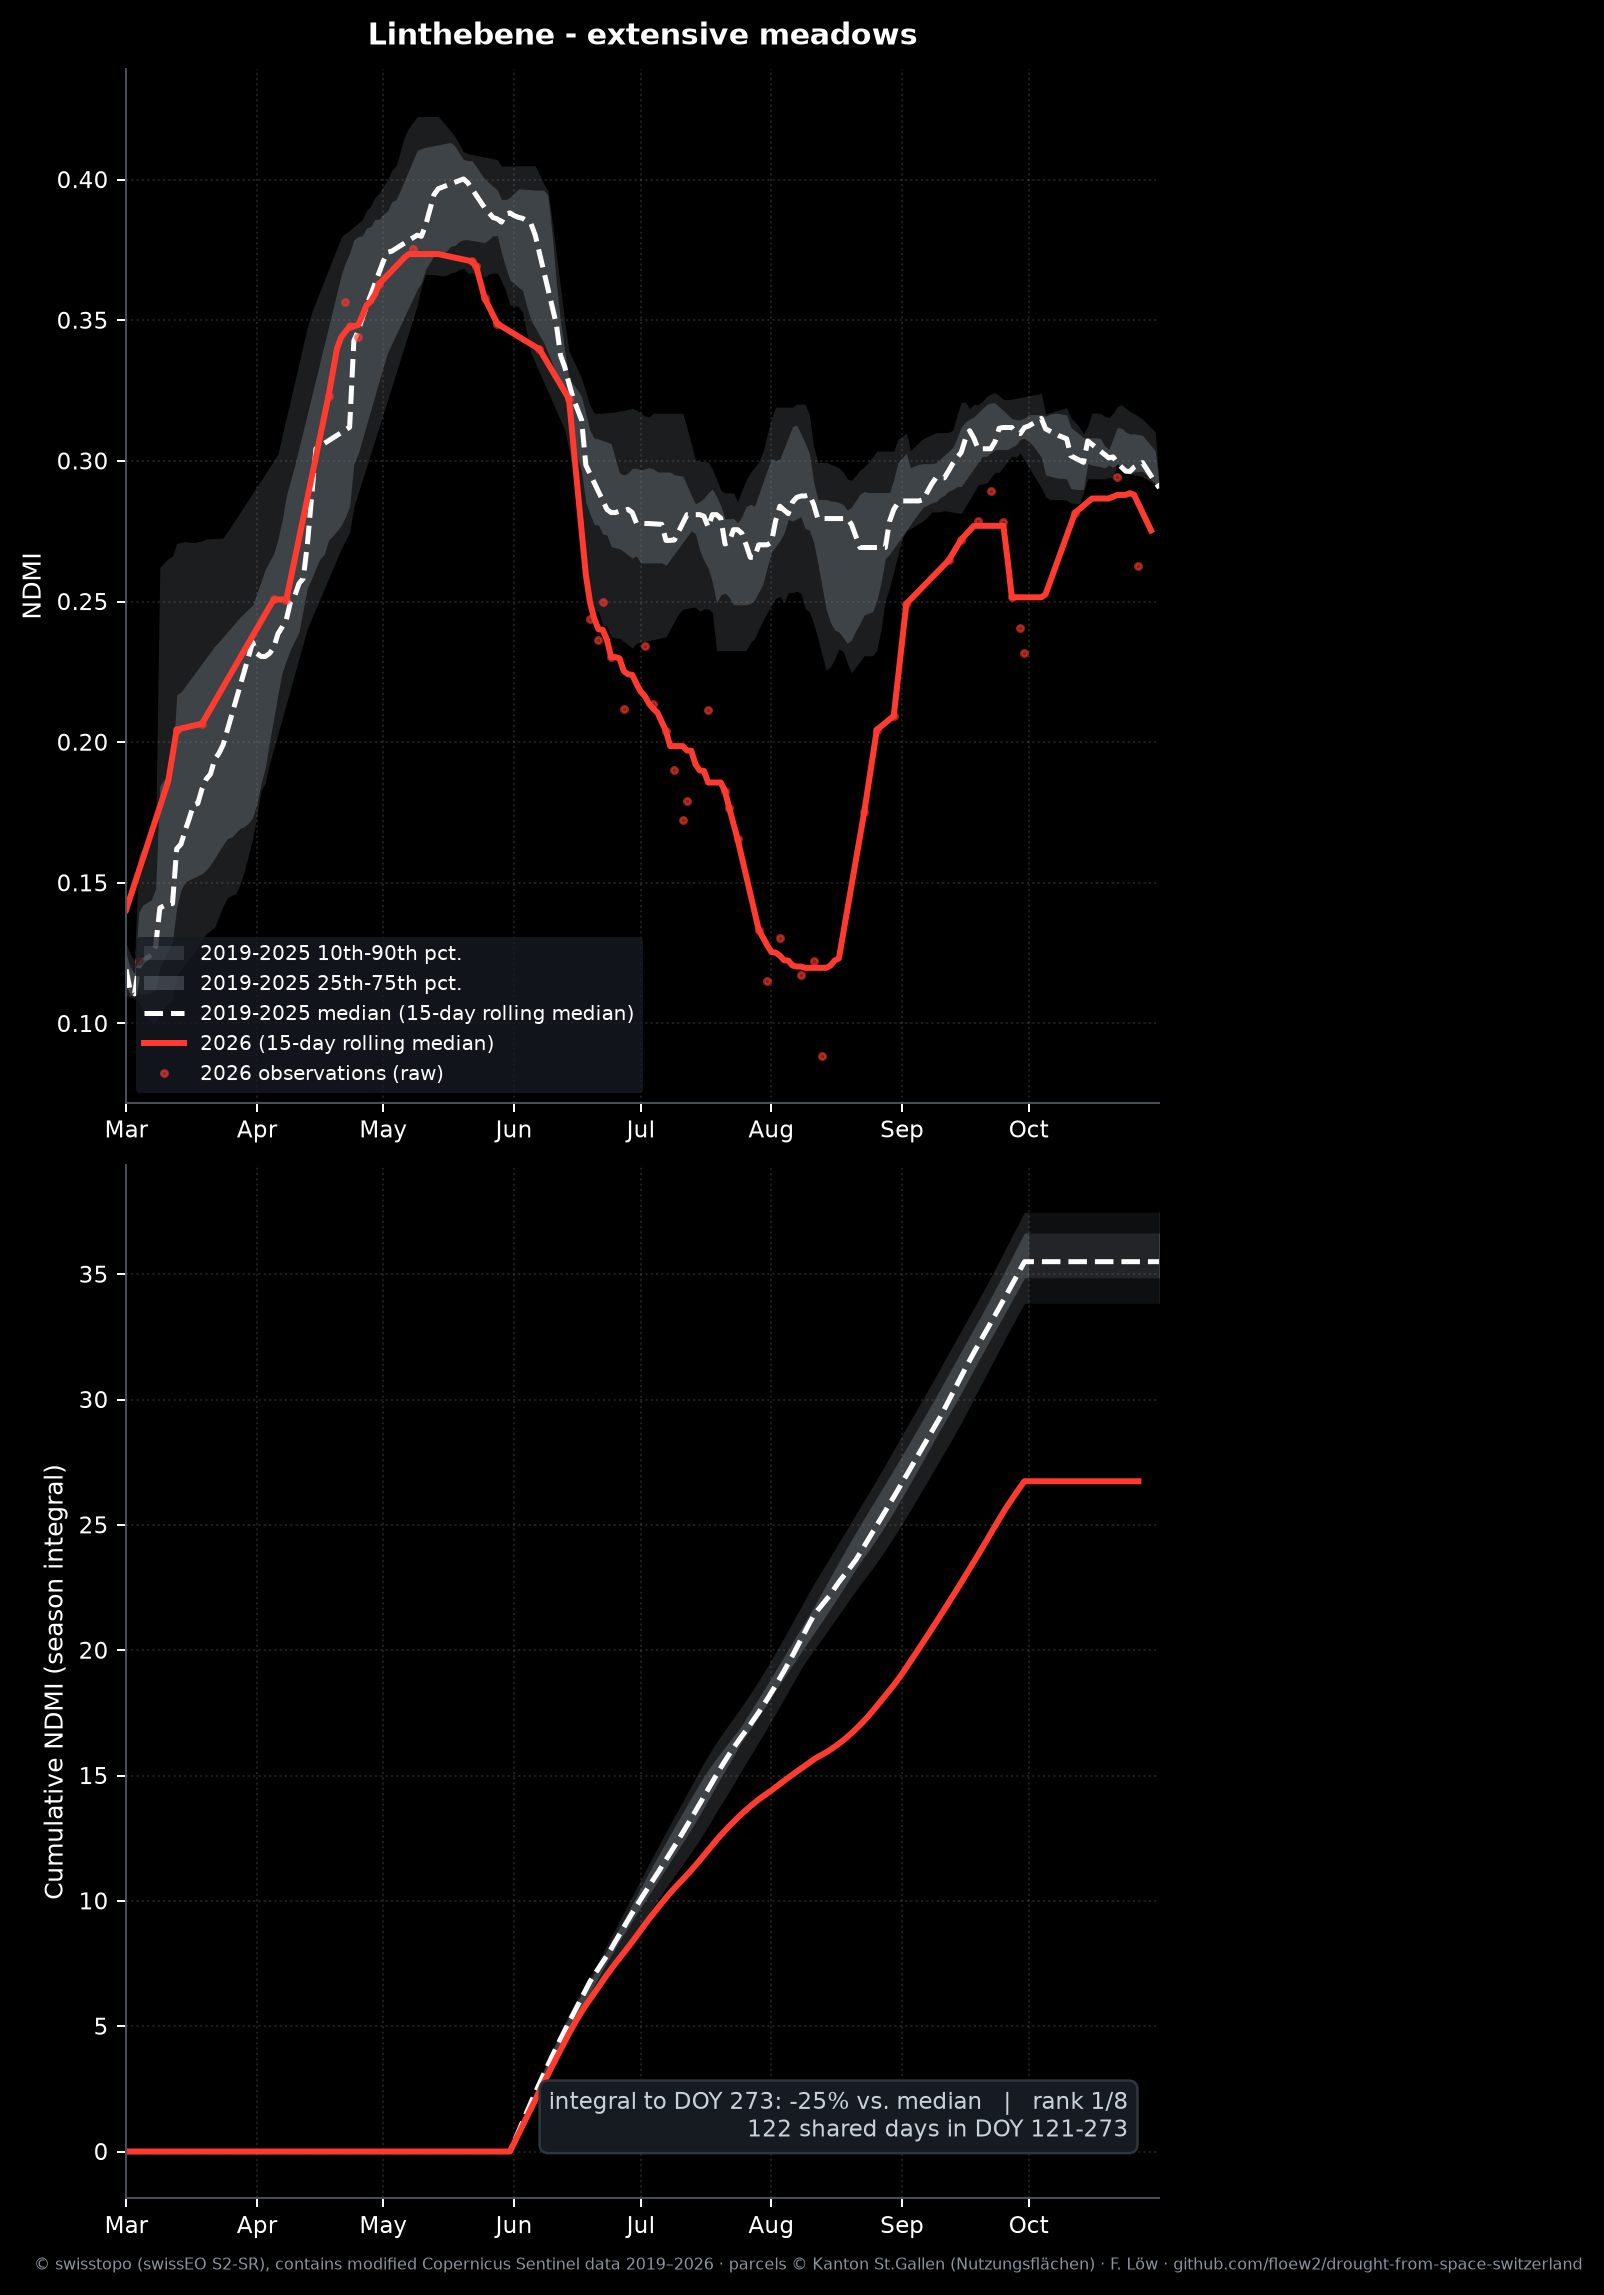 Linthebene - extensive meadows
NDMI
0.40
0.35
0.30
0.25
0.20
0.15
0.10
2019-2025 10th-90th pct.
2019-2025 25th-75th pct.
2019-2025 median (15-day rolling median)
2026 (15-day rolling median)
2026 observations (raw)
Mar Apr May Jun Jul Aug Sep Oct
Cumulative NDMI (season integral)
35
30
25
20
15
10
5
0
integral to DOY 273: -25% vs. median | rank 1/8
122 shared days in DOY 121-273
Mar Apr May Jun Jul Aug Sep Oct
© swisstopo (swissEO S2-SR), contains modified Copernicus Sentinel data 2019–2026 · parcels © Kanton St.Gallen (Nutzungsflächen) · F. Löw · github.com/floew2/drought-from-space-switzerland